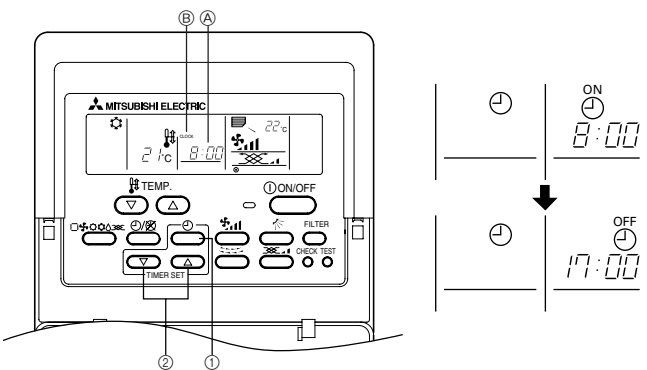 Ⓑ Ⓐ
MITSUBISHI ELECTRIC
CLOCK
22°C
21°C 8:00
TEMP. ON/OFF
FILTER
CHECK TEST
TIMER SET
② ①
ON
8:00
OFF
17:00